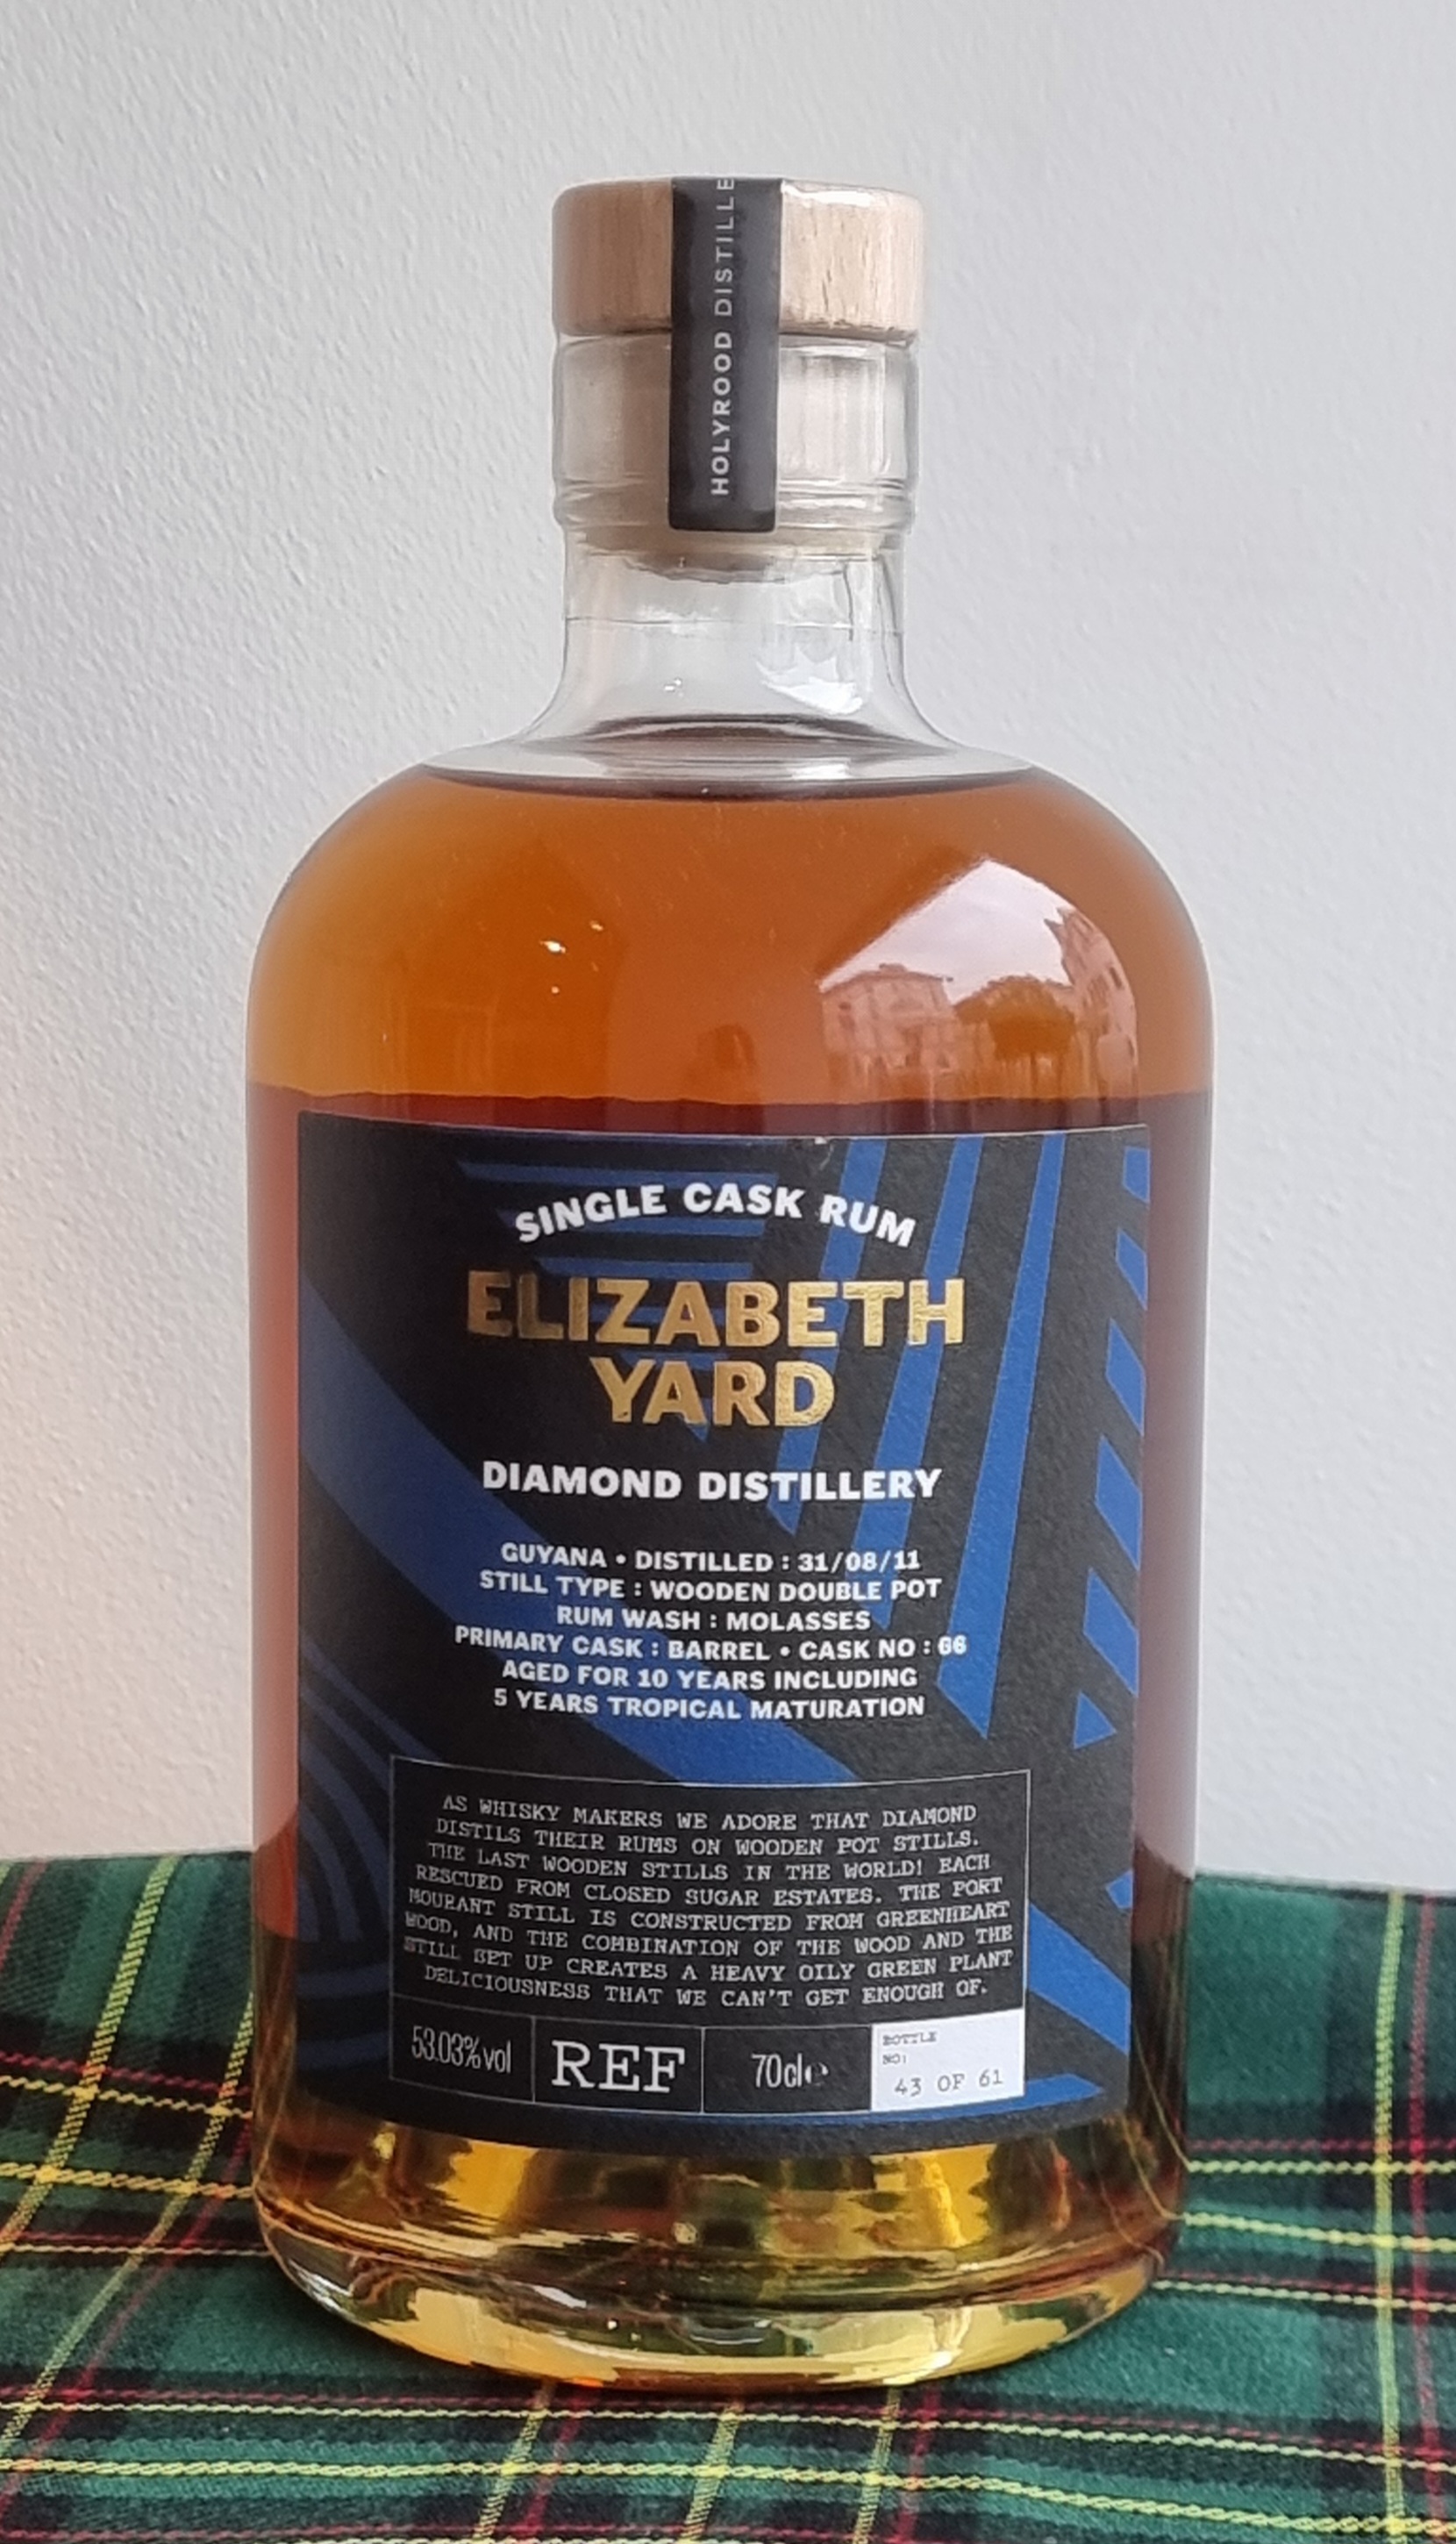 HOLYROOD DISTILLE
SINGLE CASK RUM
ELIZABETH
YARD
DIAMOND DISTILLERY
GUYANA • DISTILLED : 31/08/11
STILL TYPE : WOODEN DOUBLE POT
RUM WASH : MOLASSES
PRIMARY CASK : BARREL • CASK NO : 66
AGED FOR 10 YEARS INCLUDING
5 YEARS TROPICAL MATURATION
AS WHISKY MAKERS WE ADORE THAT DIAMOND
DISTILS THEIR RUMS ON WOODEN POT STILLS.
THE LAST WOODEN STILLS IN THE WORLD! EACH
RESCUED FROM CLOSED SUGAR ESTATES. THE PORT
MOURANT STILL IS CONSTRUCTED FROM GREENHEART
WOOD, AND THE COMBINATION OF THE WOOD AND THE
STILL SET UP CREATES A HEAVY OILY GREEN PLANT
DELICIOUSNESS THAT WE CAN'T GET ENOUGH OF.
53.03%vol
REF
70cl℮
BOTTLE
NO:
43 OF 61